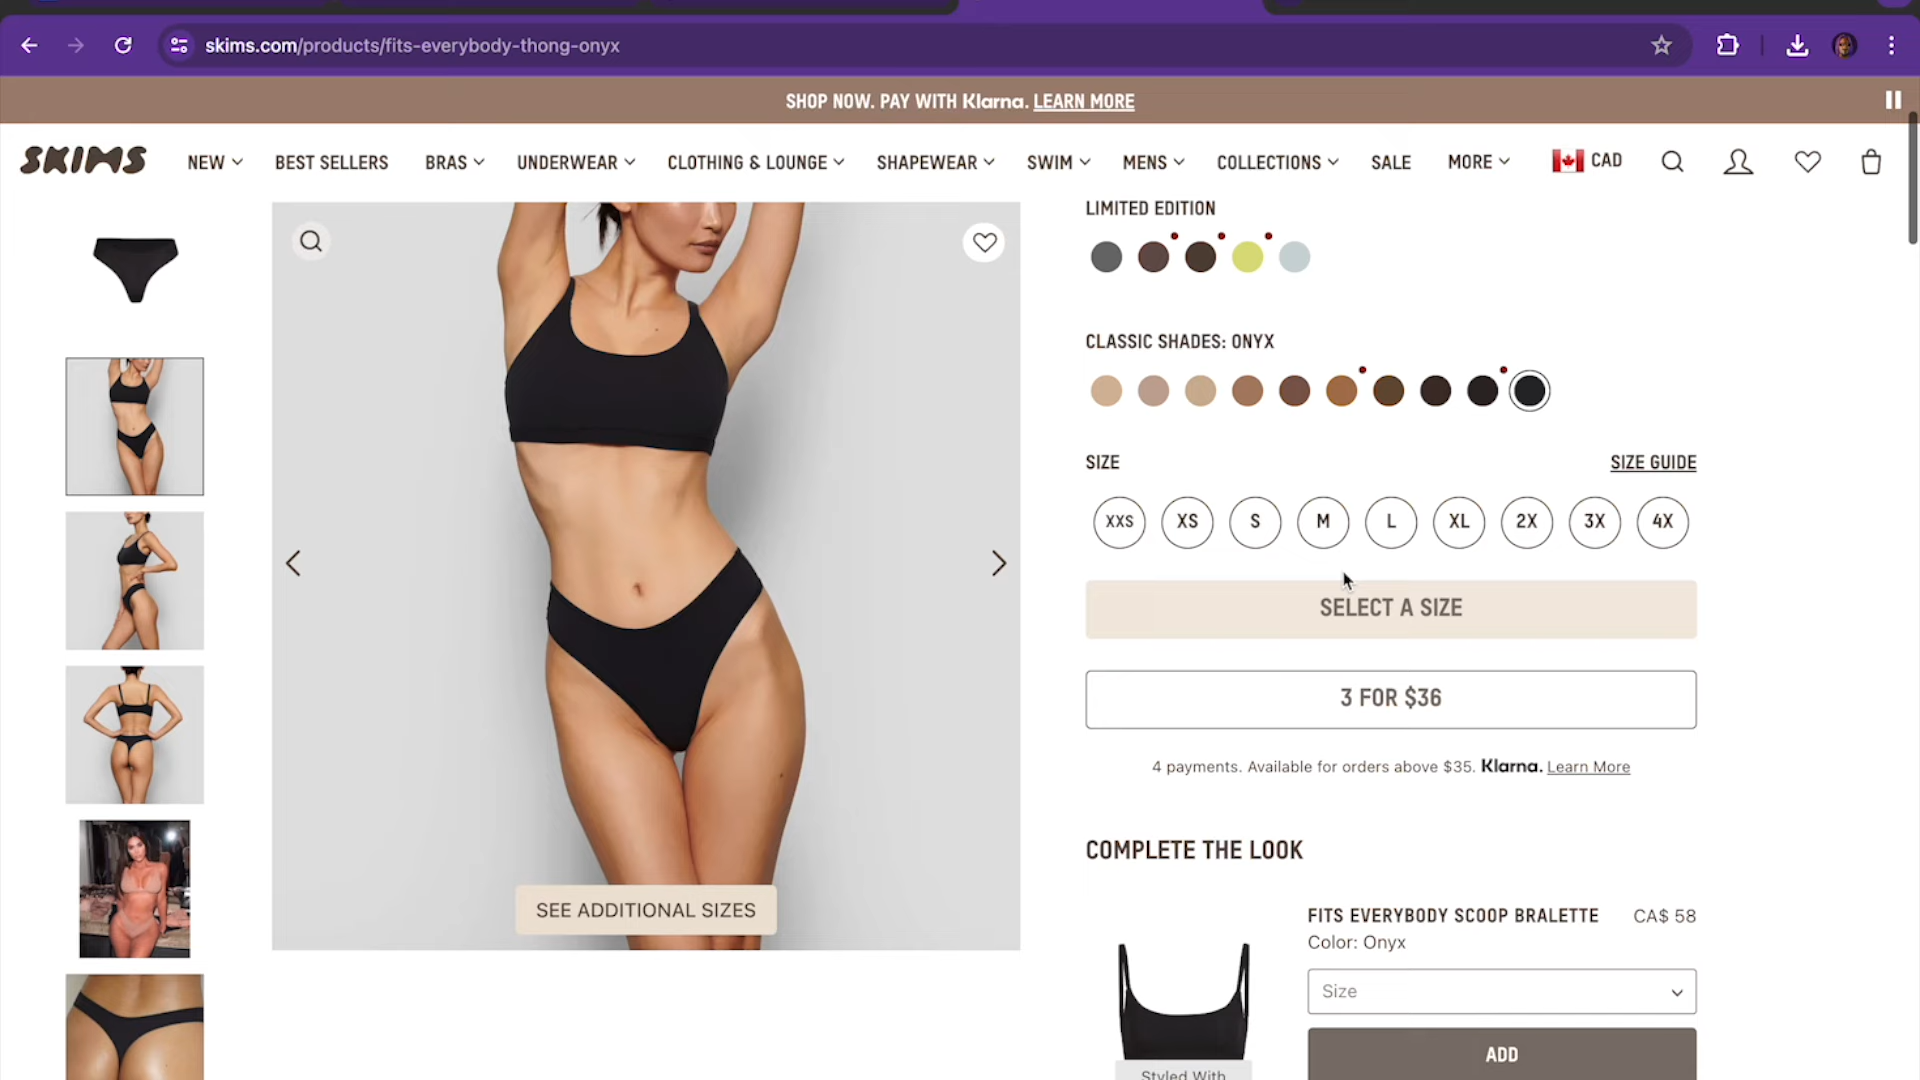 skims.com/products/fits-everybody-thong-onyx
SHOP NOW. PAY WITH Klarna. LEARN MORE
SKIMS
NEW
BEST SELLERS
BRAS
UNDERWEAR
CLOTHING & LOUNGE
SHAPEWEAR
SWIM
MENS
COLLECTIONS
SALE
MORE
CAD
LIMITED EDITION
CLASSIC SHADES: ONYX
SIZE
SIZE GUIDE
XXS XS S M L XL 2X 3X 4X
SELECT A SIZE
3 FOR $36
4 payments. Available for orders above $35. Klarna. Learn More
SEE ADDITIONAL SIZES
COMPLETE THE LOOK
FITS EVERYBODY SCOOP BRALETTE CA$ 58
Color: Onyx
Size
ADD
Styled With